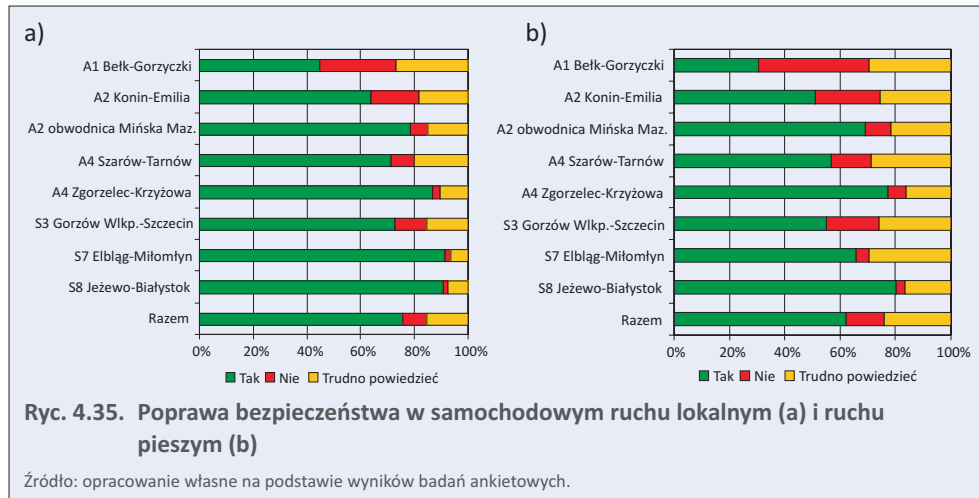 a)
A1 Bełk-Gorzyczki
A2 Konin-Emilia
A2 obwodnica Mińska Maz.
A4 Szarów-Tarnów
A4 Zgorzelec-Krzyżowa
S3 Gorzów Wlkp.-Szczecin
S7 Elbląg-Miłomłyn
S8 Jeżewo-Białystok
Razem
0% 20% 40% 60% 80% 100%
Tak Nie Trudno powiedzieć
b)
A1 Bełk-Gorzyczki
A2 Konin-Emilia
A2 obwodnica Mińska Maz.
A4 Szarów-Tarnów
A4 Zgorzelec-Krzyżowa
S3 Gorzów Wlkp.-Szczecin
S7 Elbląg-Miłomłyn
S8 Jeżewo-Białystok
Razem
0% 20% 40% 60% 80% 100%
Tak Nie Trudno powiedzieć
Ryc. 4.35. Poprawa bezpieczeństwa w samochodowym ruchu lokalnym (a) i ruchu
pieszym (b)
Źródło: opracowanie własne na podstawie wyników badań ankietowych.